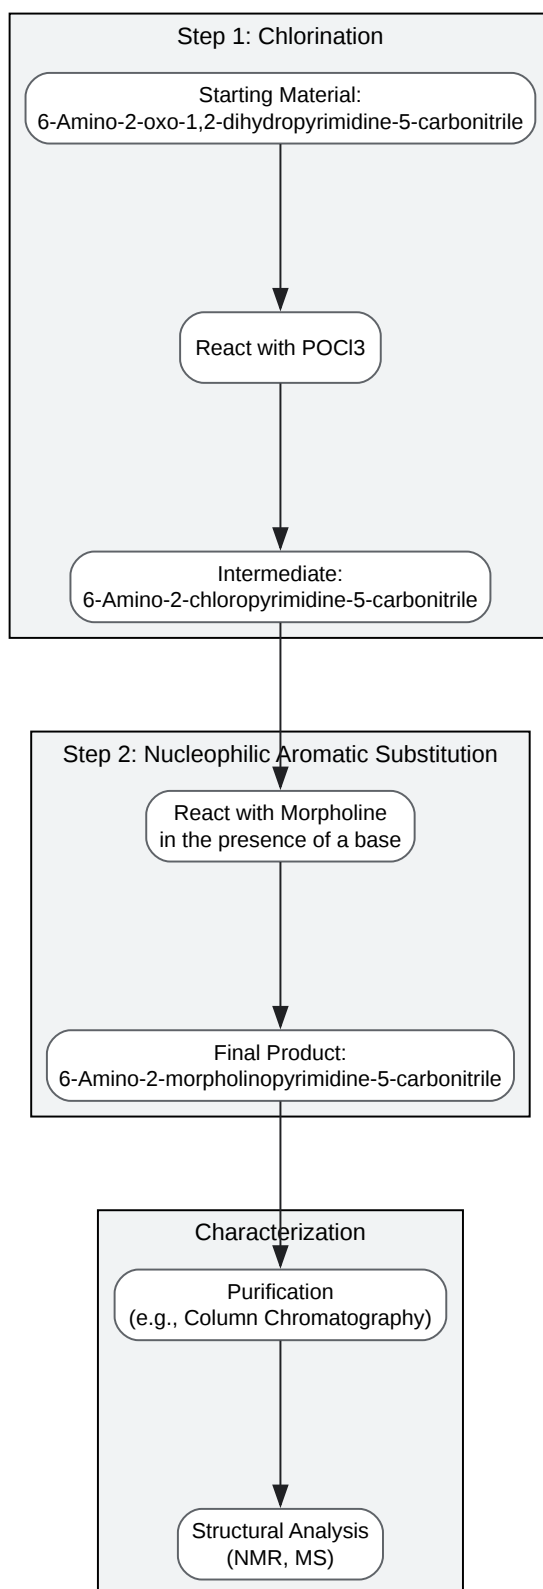 Step 1: Chlorination
Starting Material:
6-Amino-2-oxo-1,2-dihydropyrimidine-5-carbonitrile
React with POCl3
Intermediate:
6-Amino-2-chloropyrimidine-5-carbonitrile
Step 2: Nucleophilic Aromatic Substitution
React with Morpholine
in the presence of a base
Final Product:
6-Amino-2-morpholinopyrimidine-5-carbonitrile
Characterization
Purification
(e.g., Column Chromatography)
Structural Analysis
(NMR, MS)